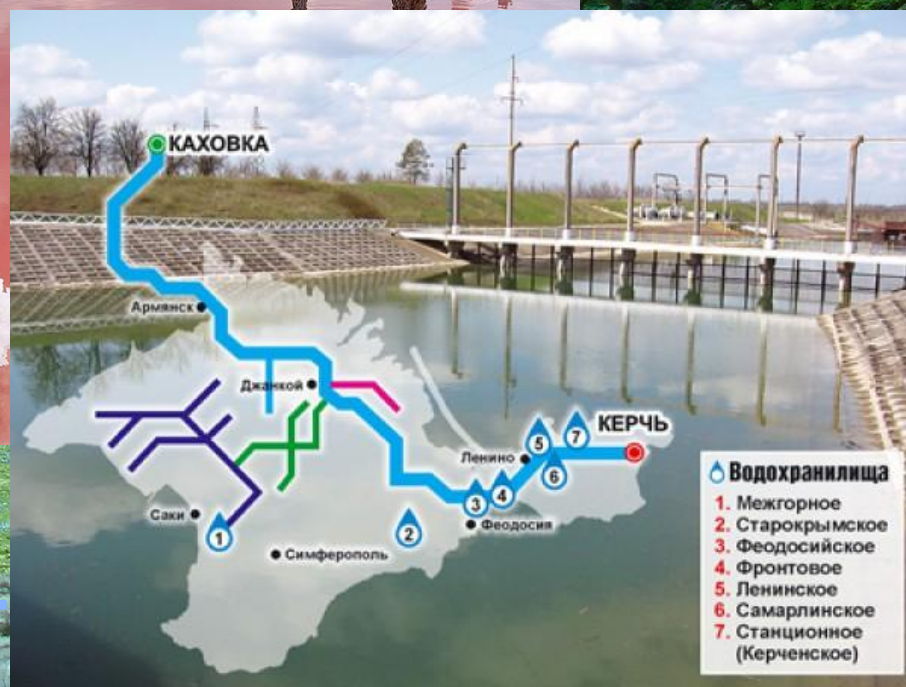 КАХОВКА
Армянск
Джанкой
КЕРЧЬ
5
7
Ленино
6
3
4
Саки
1
2
Феодосия
Симферополь
Водохранилища
1. Межгорное
2. Старокрымское
3. Феодосийское
4. Фронтовое
5. Ленинское
6. Самарлинское
7. Станционное
(Керченское)